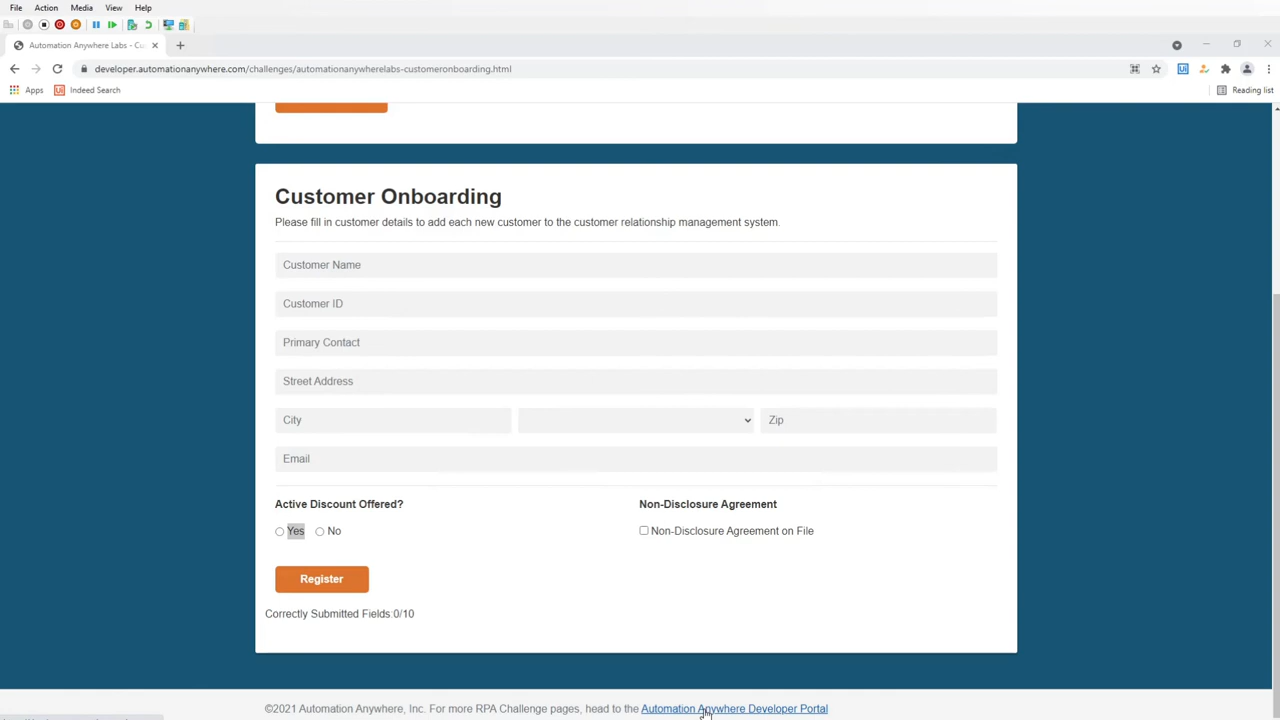 File Action Media View Help
Automation Anywhere Labs - Cu
developer.automationanywhere.com/challenges/automationanywherelabs-customeronboarding.html
Apps Ui Indeed Search Reading list
Customer Onboarding
Please fill in customer details to add each new customer to the customer relationship management system.
Customer Name
Customer ID
Primary Contact
Street Address
City Zip
Email
Active Discount Offered? Non-Disclosure Agreement
Yes No Non-Disclosure Agreement on File
Register
Correctly Submitted Fields:0/10
©2021 Automation Anywhere, Inc. For more RPA Challenge pages, head to the Automation Anywhere Developer Portal